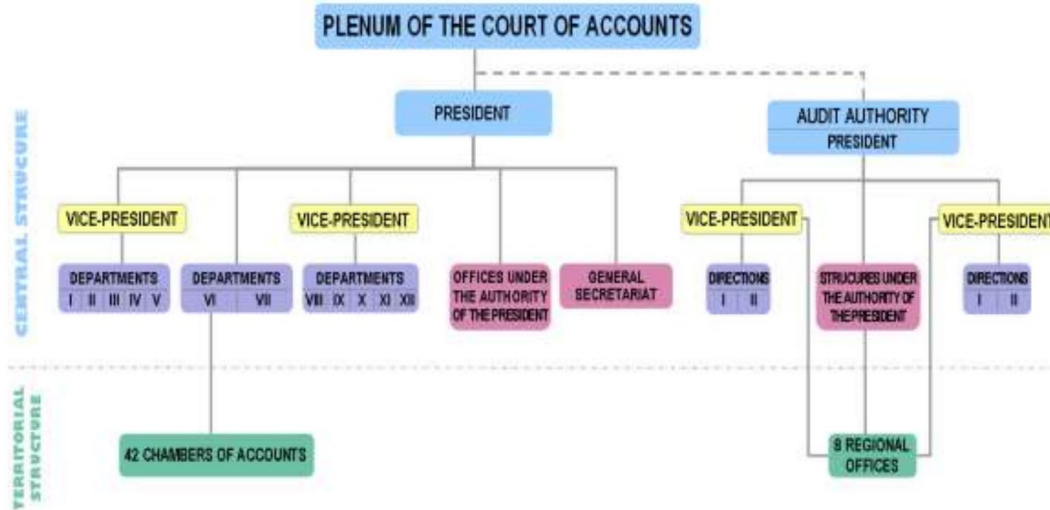 PLENUM OF THE COURT OF ACCOUNTS
CENTRAL STRUCURE
PRESIDENT
AUDIT AUTHORITY
PRESIDENT
VICE-PRESIDENT
VICE-PRESIDENT
VICE-PRESIDENT
VICE-PRESIDENT
DEPARTMENTS
I II III IV V
DEPARTMENTS
VI VII
DEPARTMENTS
VIII IX X XI XII
OFFICES UNDER
THE AUTHORITY
OF THE PRESIDENT
GENERAL
SECRETARIAT
DIRECTIONS
I II
STRUCURES UNDER
THE AUTHORITY OF
THE PRESIDENT
DIRECTIONS
I II
TERRITORIAL
STRUCTURE
42 CHAMBERS OF ACCOUNTS
8 REGIONAL
OFFICES